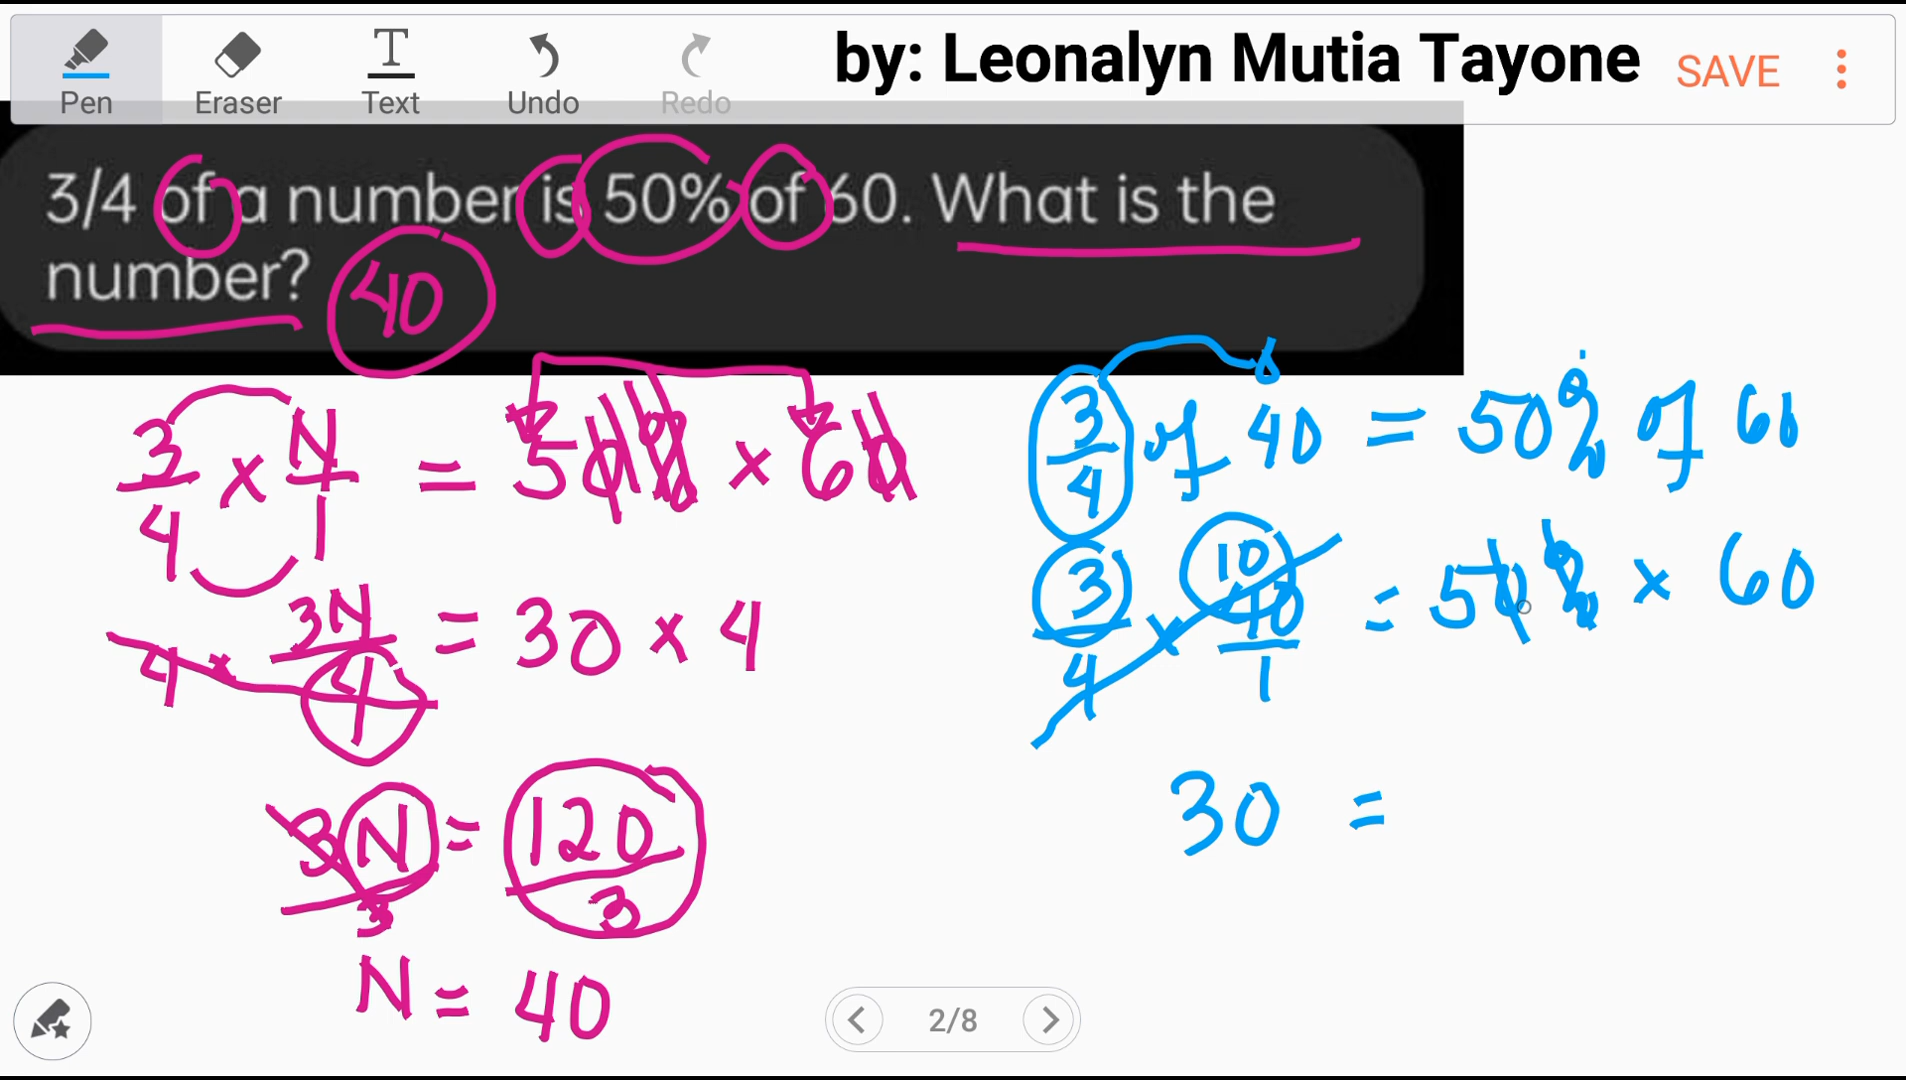 by: Leonalyn Mutia Tayone
SAVE
Pen
Eraser
Text
Undo
Redo
3/4 of a number is 50% of 60. What is the
number? 40
3/4 × N/1 = 50% × 60
4 × 3N/4 = 30 × 4
3N/3 = 120/3
N = 40
3/4 of 40 = 50% of 60
10
3/4 × 40/1 = 50% × 60
30 =
2/8